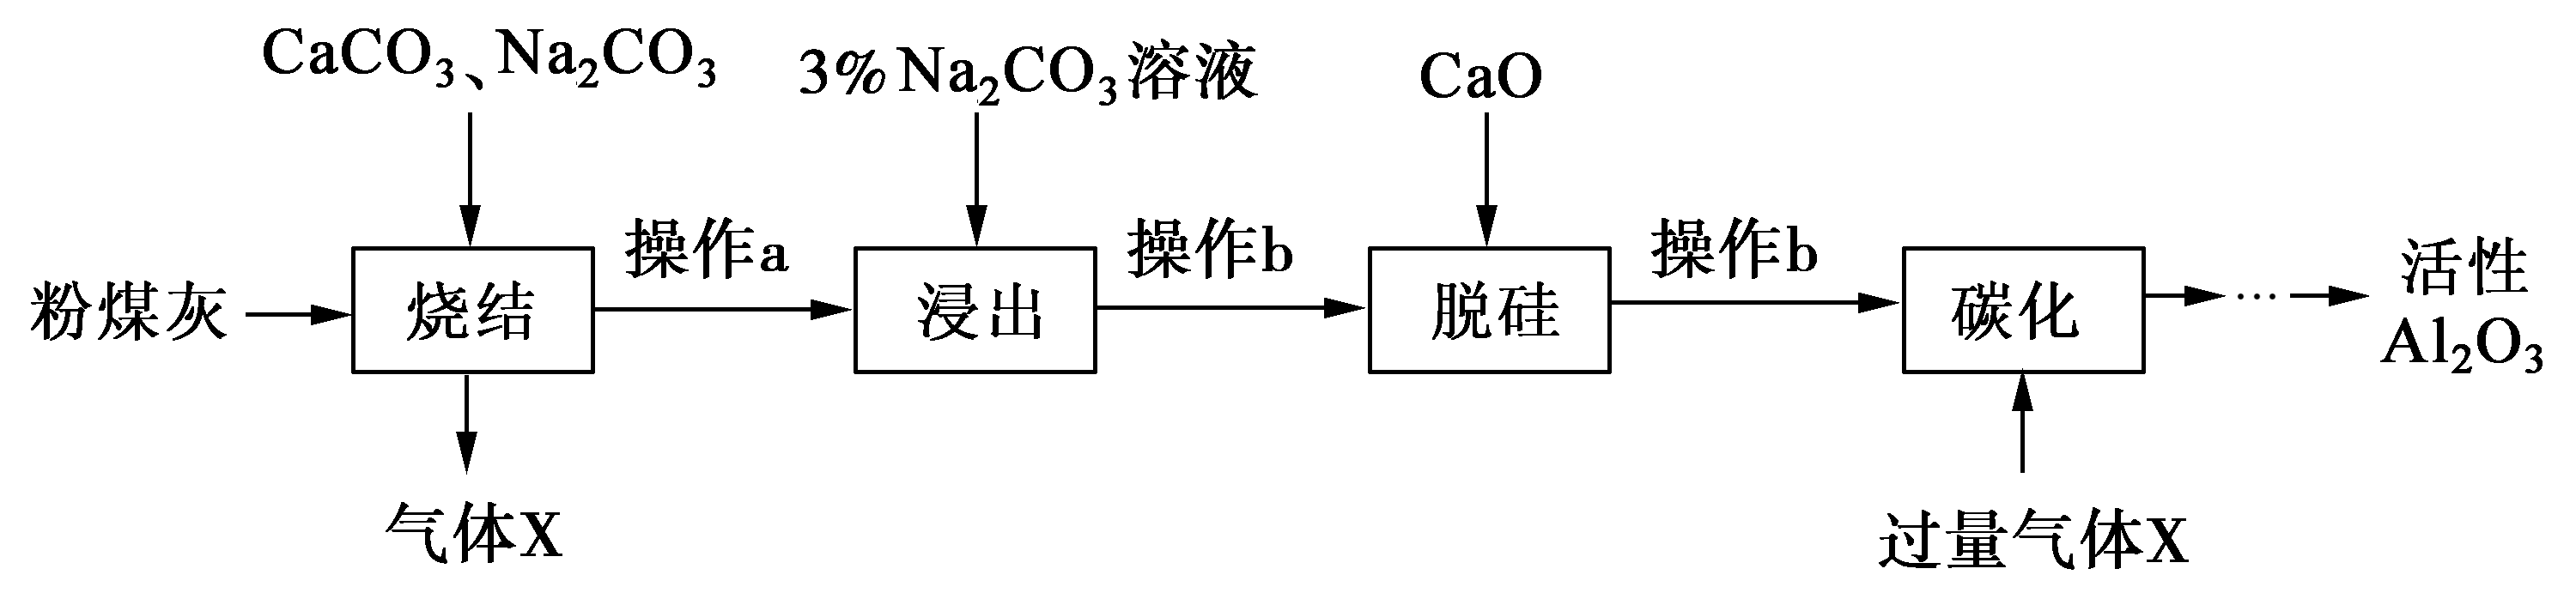 CaCO₃、Na₂CO₃
3%Na₂CO₃溶液
CaO
粉煤灰
烧结
操作a
浸出
操作b
脱硅
操作b
碳化
…
活性
Al₂O₃
气体X
过量气体X